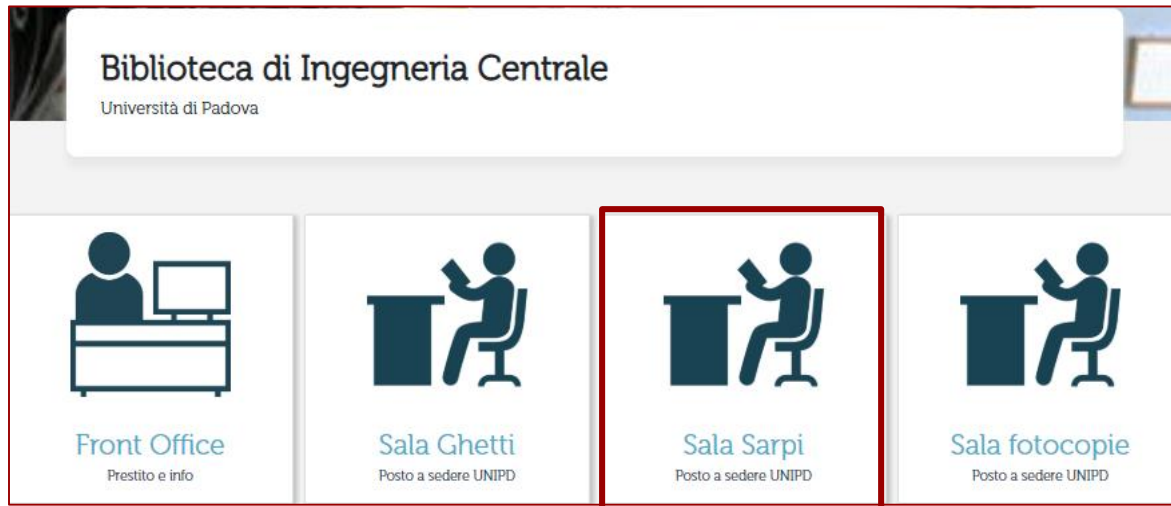 Biblioteca di Ingegneria Centrale
Università di Padova
Front Office
Prestito e info
Sala Ghetti
Posto a sedere UNIPD
Sala Sarpi
Posto a sedere UNIPD
Sala fotocopie
Posto a sedere UNIPD